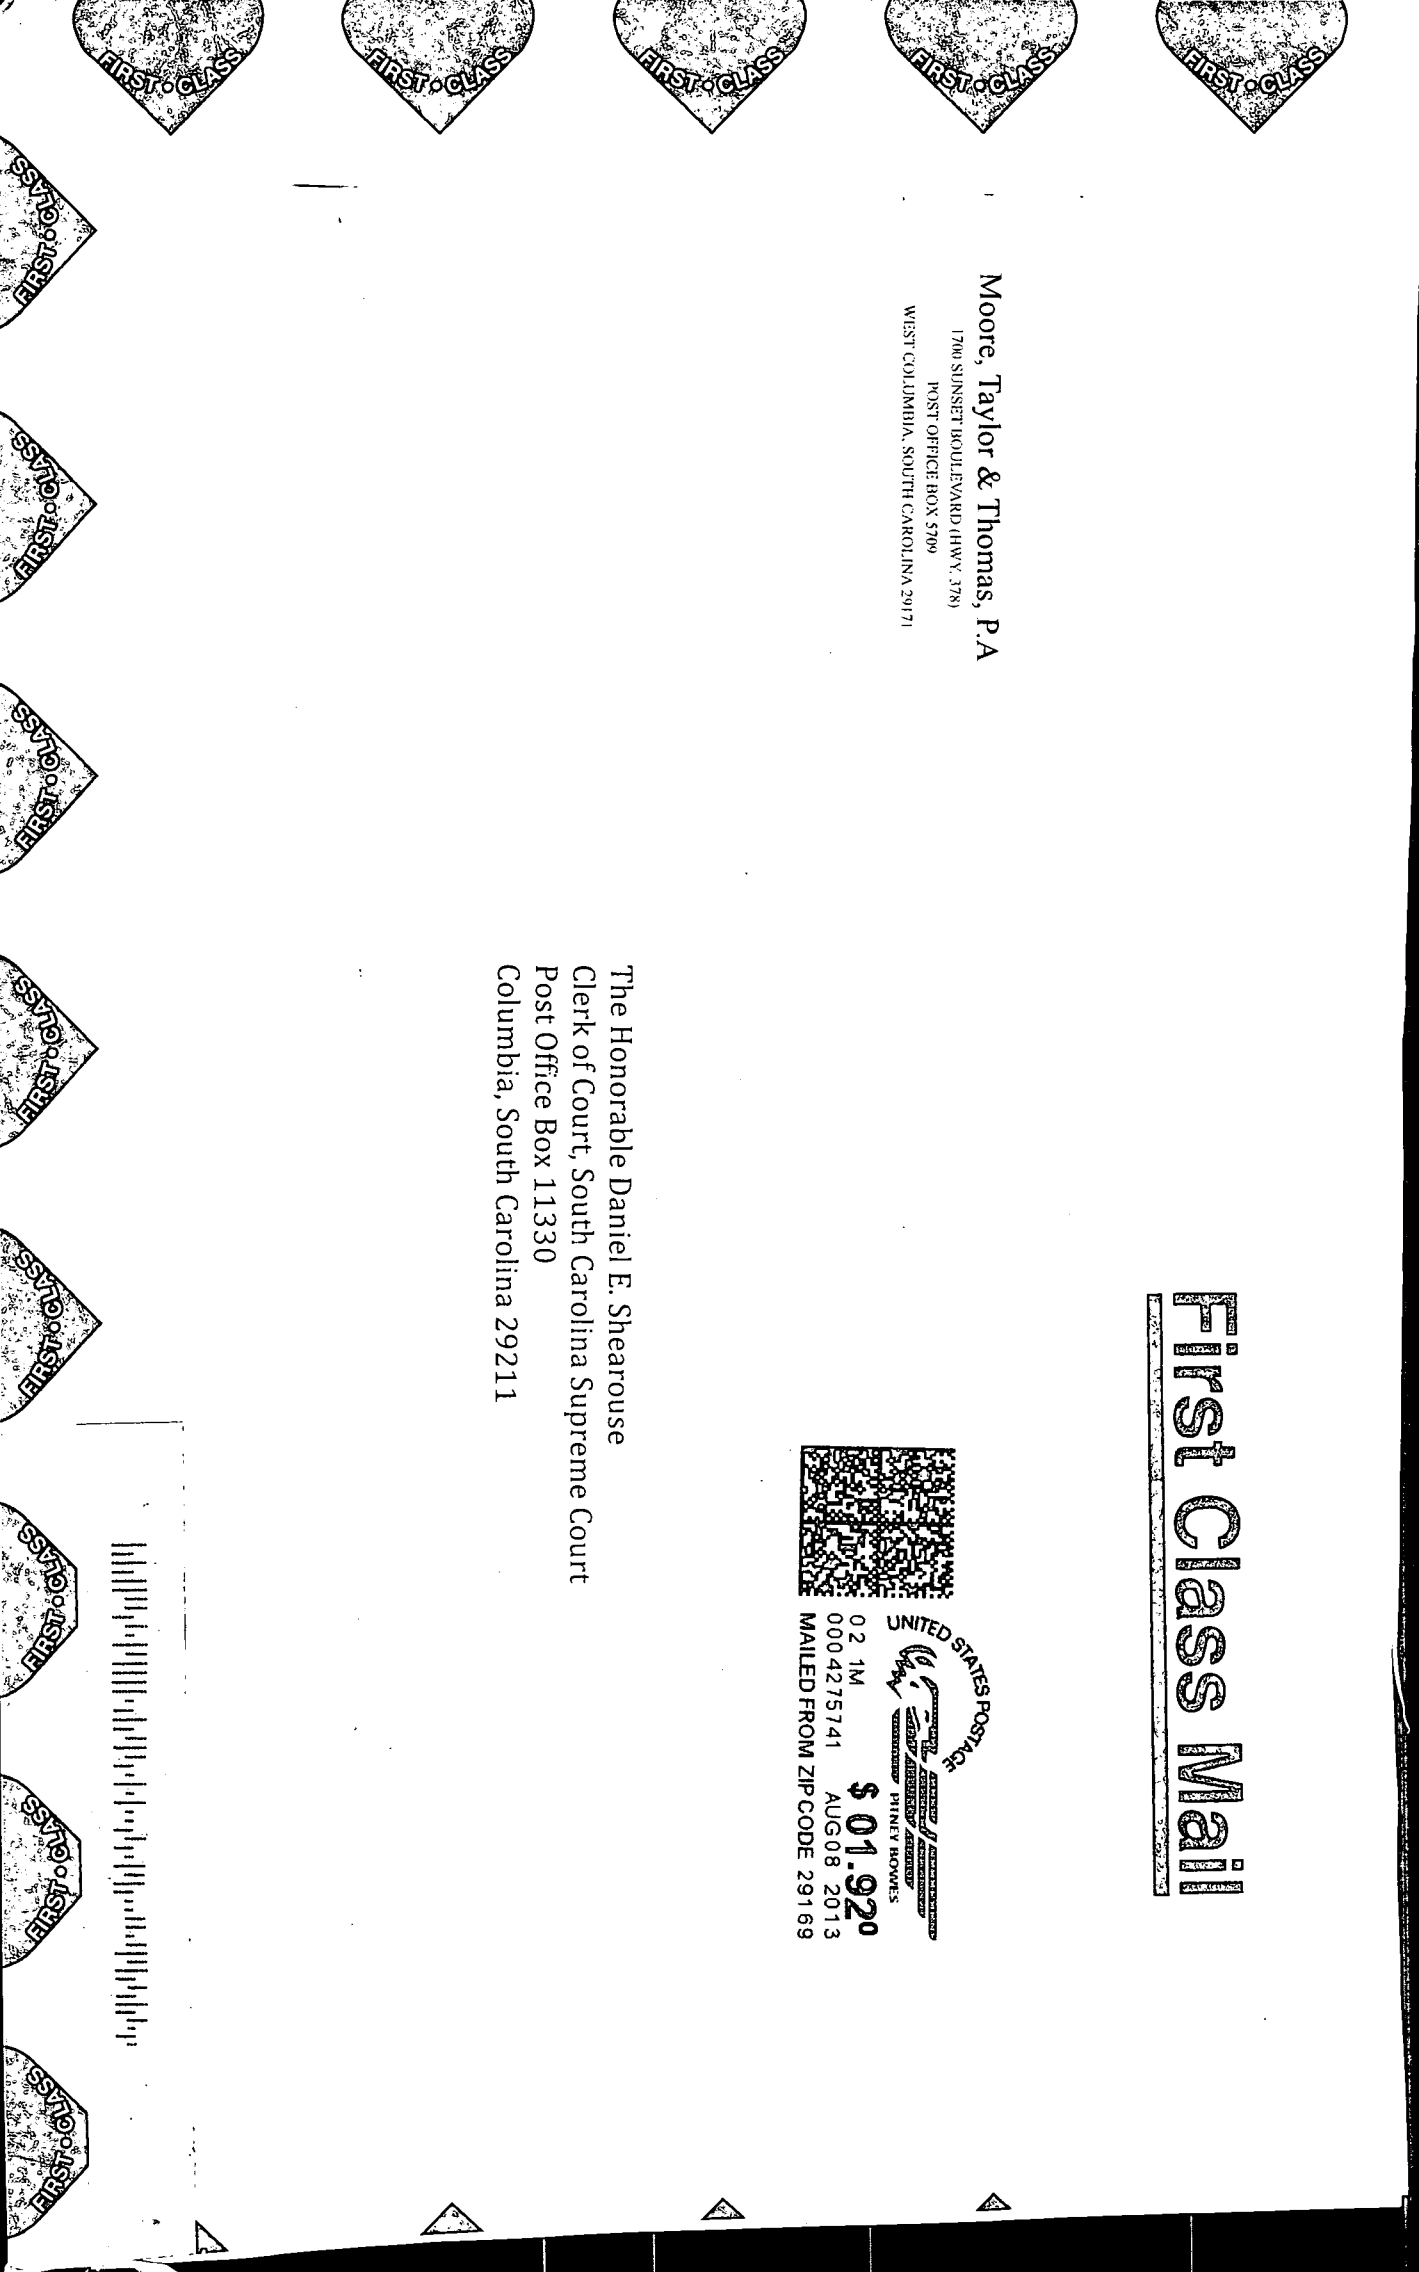 First Class Mail
Moore, Taylor & Thomas, P.A
1700 SUNSET BOULEVARD (HWY. 378)
POST OFFICE BOX 5709
WEST COLUMBIA, SOUTH CAROLINA 29171
UNITED STATES POSTAGE
PITNEY BOWES
02 1M
$ 01.92⁰
0004275741 AUG08 2013
MAILED FROM ZIPCODE 29169
The Honorable Daniel E. Shearouse
Clerk of Court, South Carolina Supreme Court
Post Office Box 11330
Columbia, South Carolina 29211
FIRST•CLASS
FIRST•CLASS
FIRST•CLASS
FIRST•CLASS
FIRST•CLASS
FIRST•CLASS
FIRST•CLASS
FIRST•CLASS
FIRST•CLASS
FIRST•CLASS
FIRST•CLASS
FIRST•CLASS
FIRST•CLASS